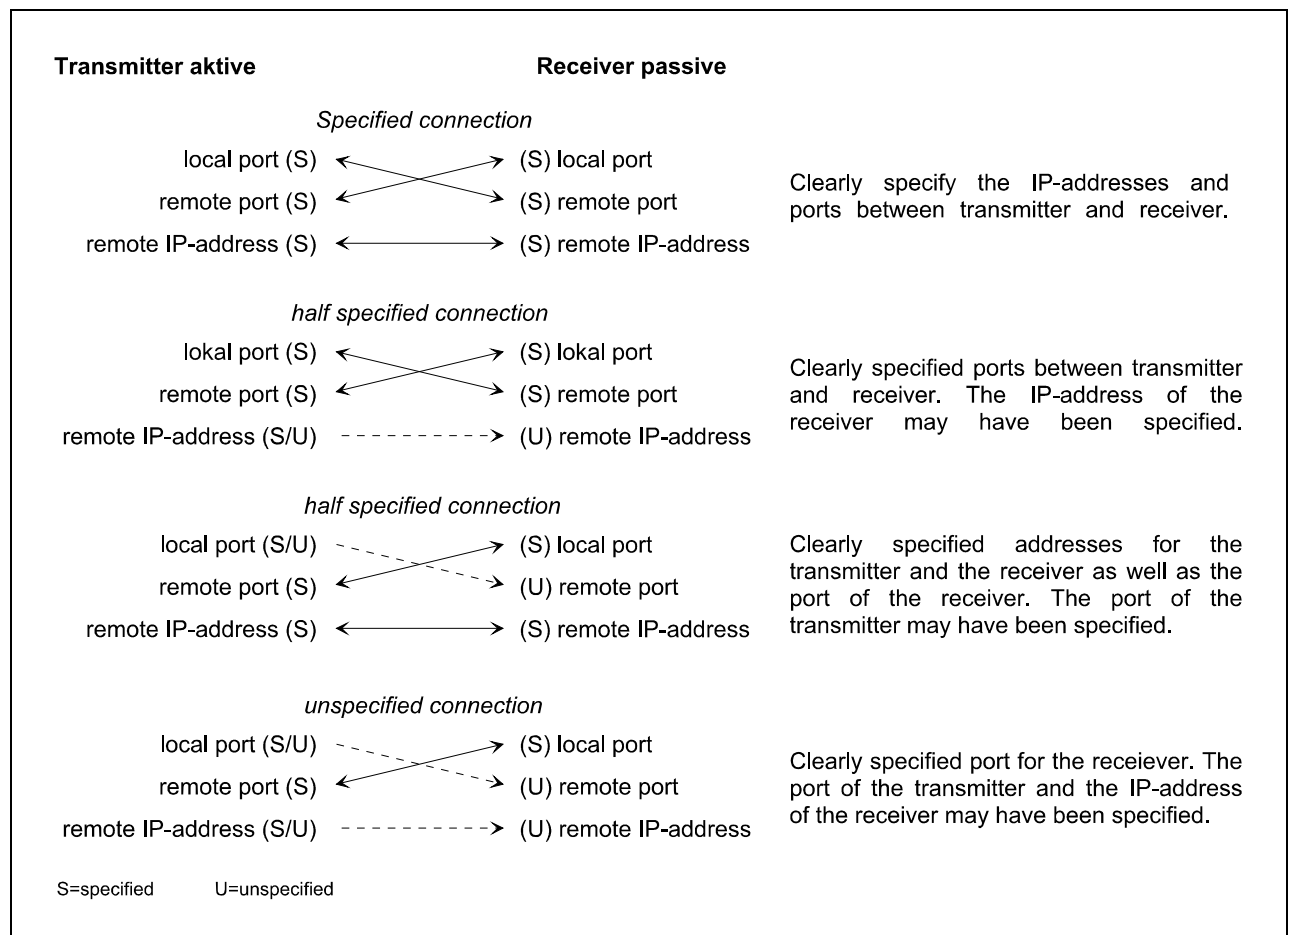 Transmitter aktive Receiver passive
Specified connection
local port (S) (S) local port
remote port (S) (S) remote port
remote IP-address (S) (S) remote IP-address
Clearly specify the IP-addresses and
ports between transmitter and receiver.
half specified connection
lokal port (S) (S) lokal port
remote port (S) (S) remote port
remote IP-address (S/U) (U) remote IP-address
Clearly specified ports between transmitter
and receiver. The IP-address of the
receiver may have been specified.
half specified connection
local port (S/U) (S) local port
remote port (S) (U) remote port
remote IP-address (S) (S) remote IP-address
Clearly specified addresses for the
transmitter and the receiver as well as the
port of the receiver. The port of the
transmitter may have been specified.
unspecified connection
local port (S/U) (S) local port
remote port (S) (U) remote port
remote IP-address (S/U) (U) remote IP-address
Clearly specified port for the receiever. The
port of the transmitter and the IP-address
of the receiver may have been specified.
S=specified U=unspecified